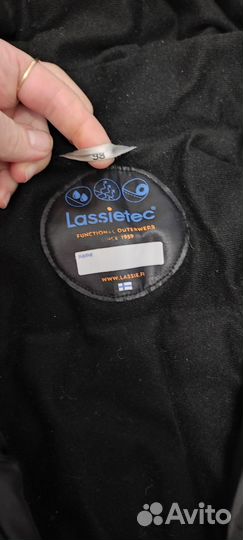 98
Lassietec®
FUNCTIONAL OUTERWEAR
SINCE 1959
name
WWW.LASSIE.FI
Avito